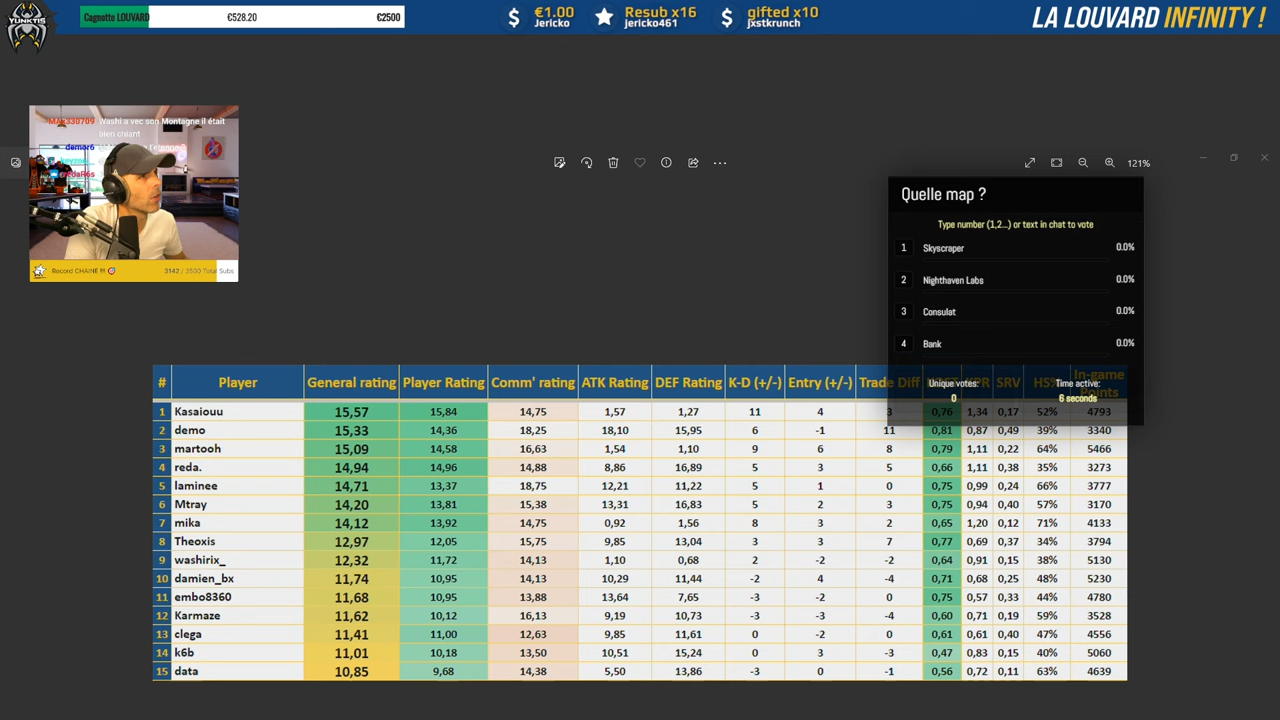 YUNKTIS
Cagnotte LOUVARD €528.20 €2500
€1.00
Jericko
Resub x16
jericko461
gifted x10
jxstkrunch
LA LOUVARD INFINITY !
Washi a vec son Montagne il était
bien chiant
demor6
Record CHAINE !!! 3142 / 3500 Total Subs
121%
Quelle map ?
Type number (1,2...) or text in chat to vote
1 Skyscraper 0.0%
2 Nighthaven Labs 0.0%
3 Consulat 0.0%
4 Bank 0.0%
Unique votes:
0
Time active:
6 seconds
# Player General rating Player Rating Comm' rating ATK Rating DEF Rating K-D (+/-) Entry (+/-) Trade Diff SRV In-game Points
1 Kasaiouu 15,57 15,84 14,75 1,57 1,27 11 4 3 0,76 1,34 0,17 52% 4793
2 demo 15,33 14,36 18,25 18,10 15,95 6 -1 11 0,81 0,87 0,49 39% 3340
3 martooh 15,09 14,58 16,63 1,54 1,10 9 6 8 0,79 1,11 0,22 64% 5466
4 reda. 14,94 14,96 14,88 8,86 16,89 5 3 5 0,66 1,11 0,38 35% 3273
5 laminee 14,71 13,37 18,75 12,21 11,22 5 1 0 0,75 0,99 0,24 66% 3777
6 Mtray 14,20 13,81 15,38 13,31 16,83 5 2 3 0,75 0,94 0,40 57% 3170
7 mika 14,12 13,92 14,75 0,92 1,56 8 3 2 0,65 1,20 0,12 71% 4133
8 Theoxis 12,97 12,05 15,75 9,85 13,04 3 3 7 0,77 0,69 0,37 34% 3794
9 washirix_ 12,32 11,72 14,13 1,10 0,68 2 -2 -2 0,64 0,91 0,15 38% 5130
10 damien_bx 11,74 10,95 14,13 10,29 11,44 -2 4 -4 0,71 0,68 0,25 48% 5230
11 embo8360 11,68 10,95 13,88 13,64 7,65 -3 -2 0 0,75 0,57 0,33 44% 4780
12 Karmaze 11,62 10,12 16,13 9,19 10,73 -3 -3 -4 0,60 0,71 0,19 59% 3528
13 clega 11,41 11,00 12,63 9,85 11,61 0 -2 0 0,61 0,61 0,40 47% 4556
14 k6b 11,01 10,18 13,50 10,51 15,24 0 3 -3 0,47 0,83 0,15 40% 5060
15 data 10,85 9,68 14,38 5,50 13,86 -3 0 -1 0,56 0,72 0,11 63% 4639